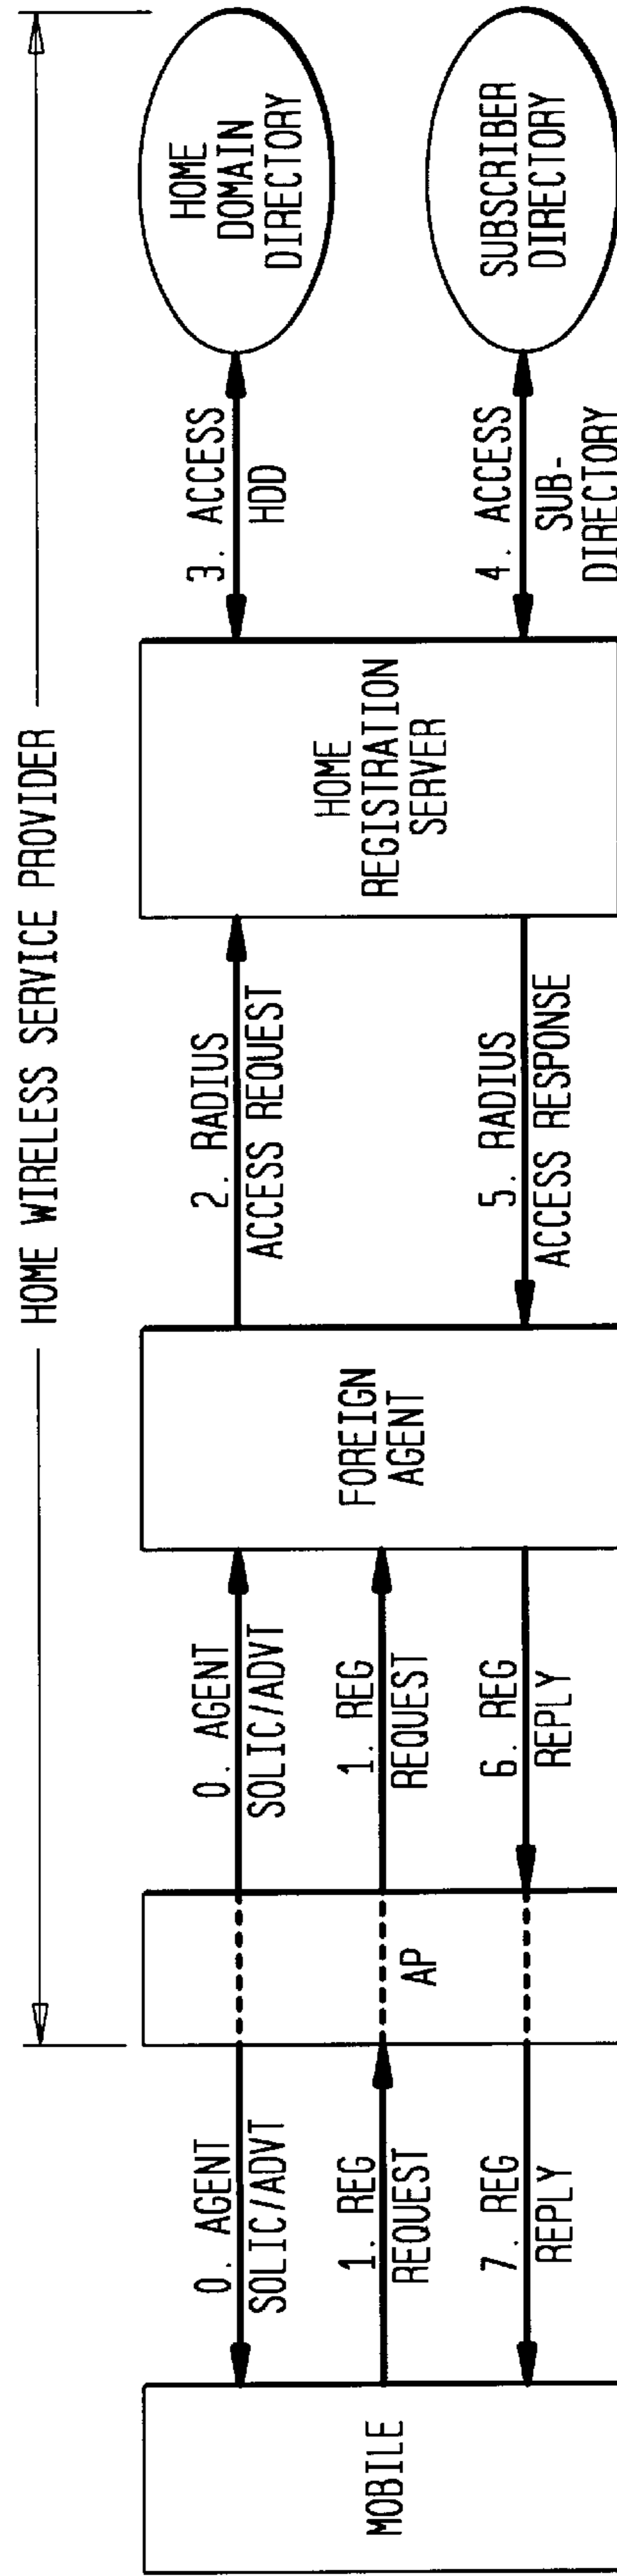 HOME WIRELESS SERVICE PROVIDER
MOBILE
0. AGENT
SOLIC/ADVT
1. REG
REQUEST
7. REG
REPLY
AP
0. AGENT
SOLIC/ADVT
1. REG
REQUEST
6. REG
REPLY
FOREIGN
AGENT
2. RADIUS
ACCESS REQUEST
5. RADIUS
ACCESS RESPONSE
HOME
REGISTRATION
SERVER
3. ACCESS
HDD
4. ACCESS
SUB-
DIRECTORY
HOME
DOMAIN
DIRECTORY
SUBSCRIBER
DIRECTORY